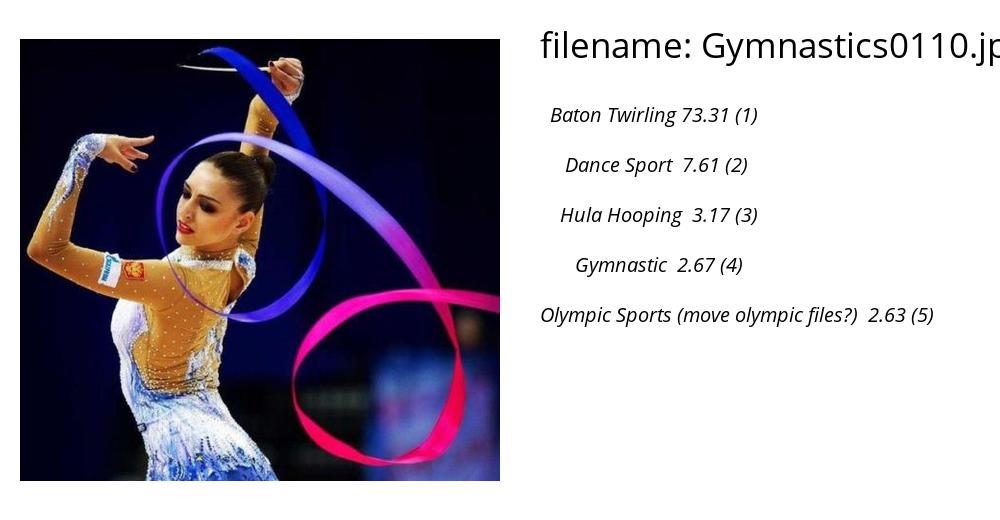 filename: Gymnastics0110.jp
Baton Twirling 73.31 (1)
Dance Sport 7.61 (2)
Hula Hooping 3.17 (3)
Gymnastic 2.67 (4)
Olympic Sports (move olympic files?) 2.63 (5)